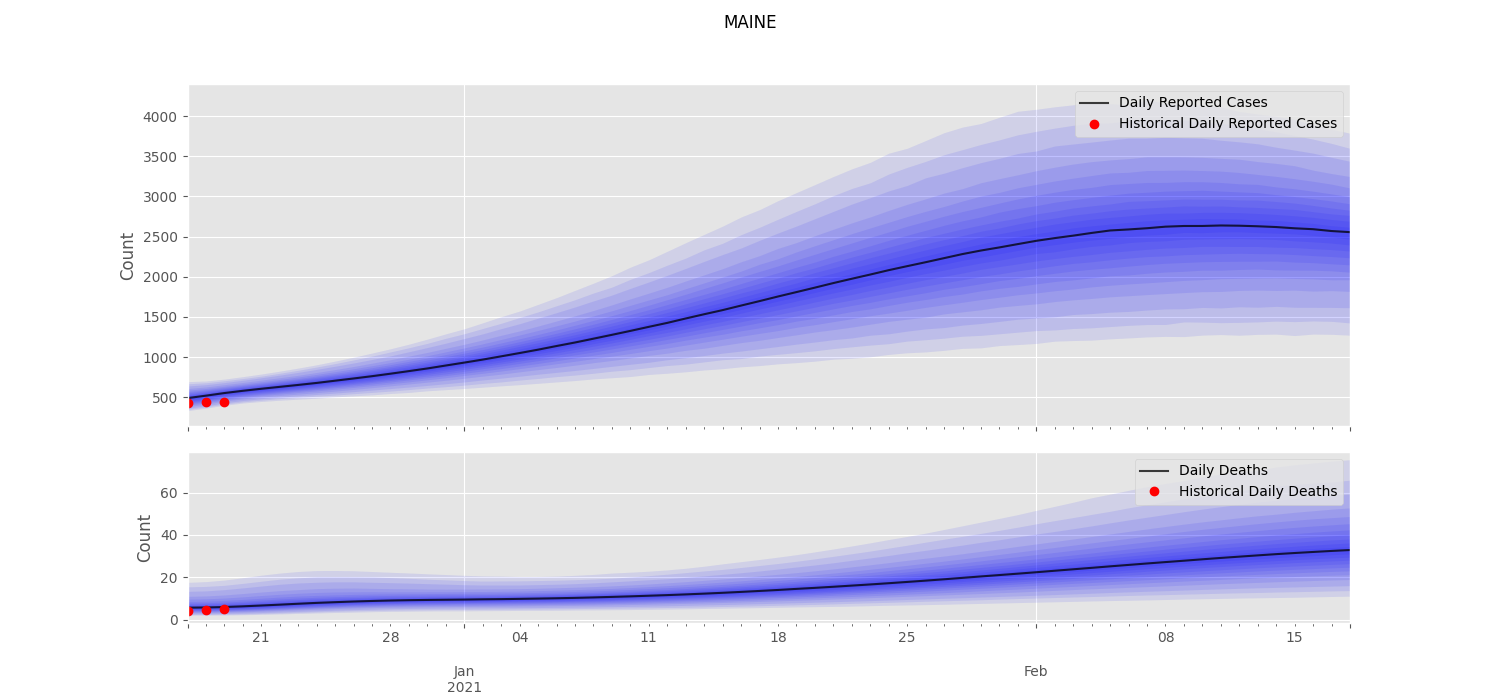 MAINE
Count
4000
3500
3000
2500
2000
1500
1000
500
Daily Reported Cases
Historical Daily Reported Cases
Count
60
40
20
0
Daily Deaths
Historical Daily Deaths
21 28 04 11 18 25 08 15
Jan Feb
2021